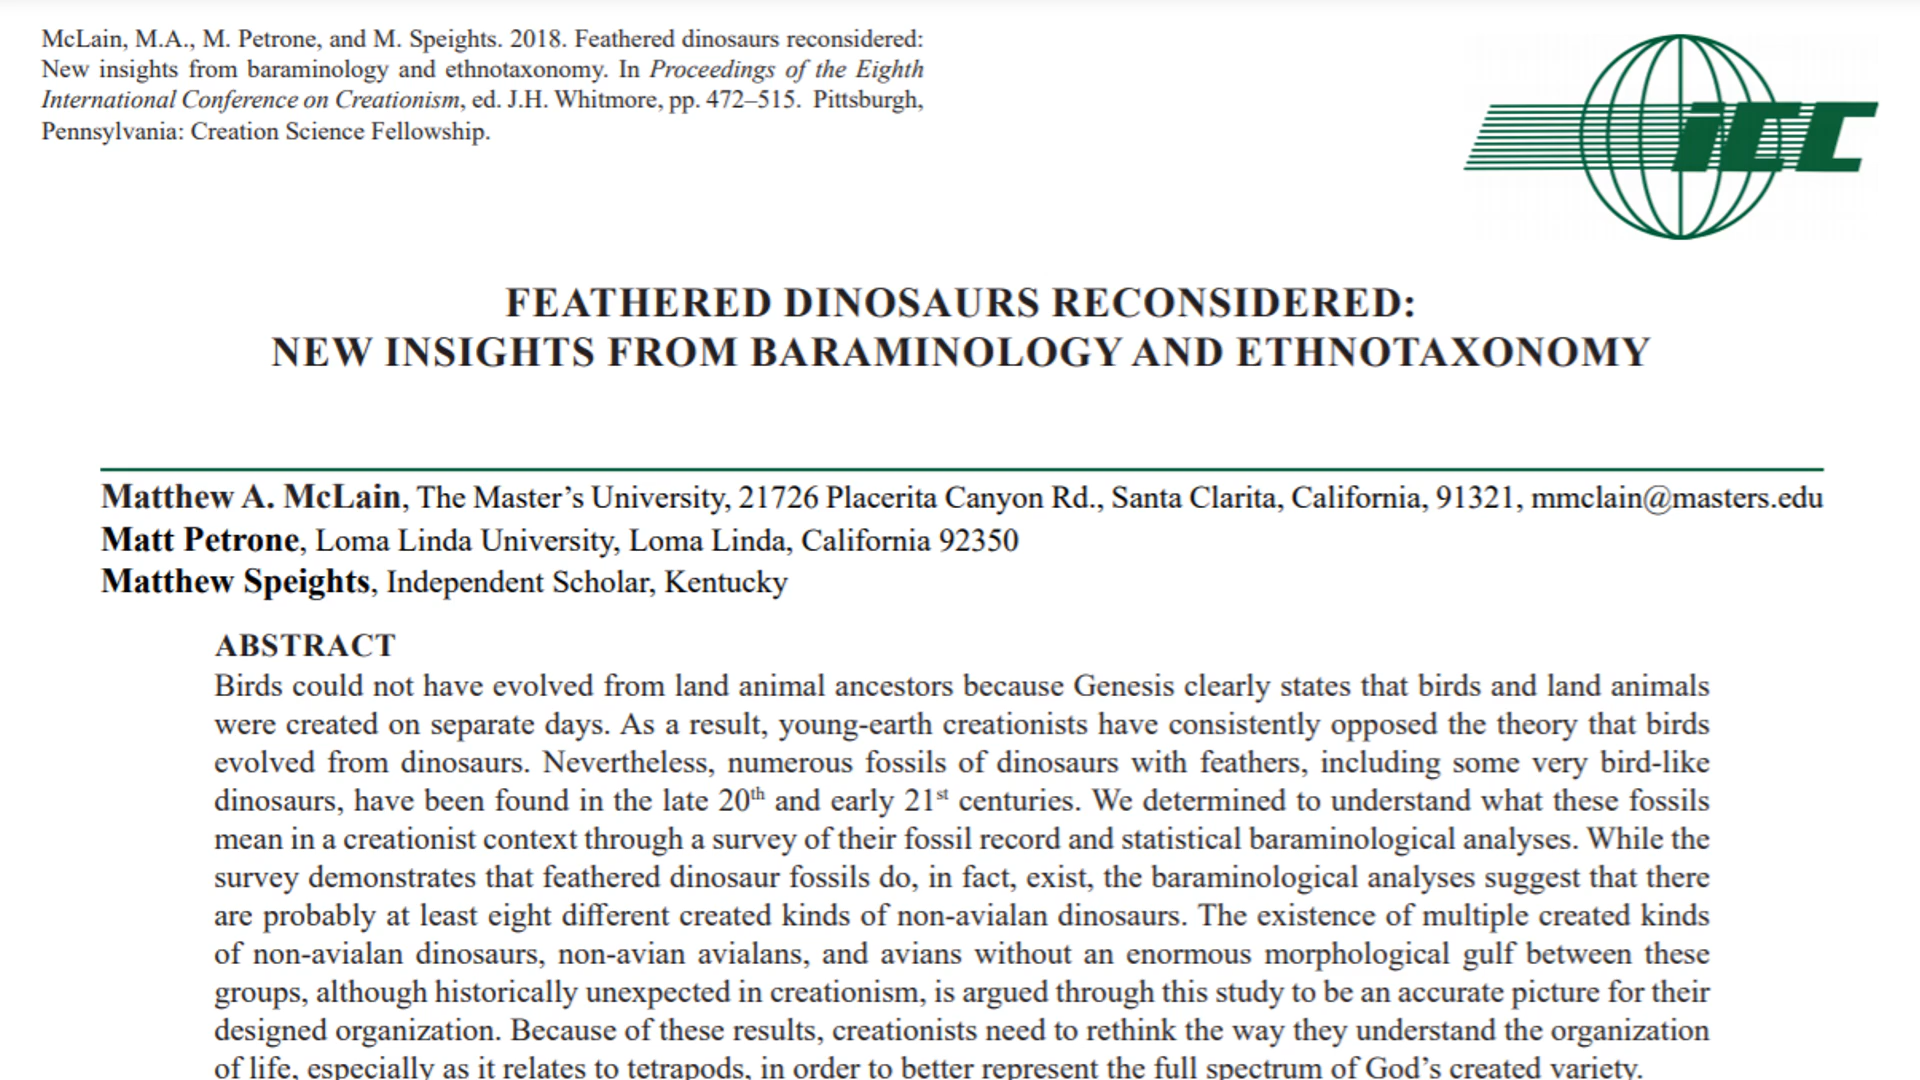 McLain, M.A., M. Petrone, and M. Speights. 2018. Feathered dinosaurs reconsidered:
New insights from baraminology and ethnotaxonomy. In Proceedings of the Eighth
International Conference on Creationism, ed. J.H. Whitmore, pp. 472–515. Pittsburgh,
Pennsylvania: Creation Science Fellowship.
icc
FEATHERED DINOSAURS RECONSIDERED:
NEW INSIGHTS FROM BARAMINOLOGY AND ETHNOTAXONOMY
Matthew A. McLain, The Master’s University, 21726 Placerita Canyon Rd., Santa Clarita, California, 91321, mmclain@masters.edu
Matt Petrone, Loma Linda University, Loma Linda, California 92350
Matthew Speights, Independent Scholar, Kentucky
ABSTRACT
Birds could not have evolved from land animal ancestors because Genesis clearly states that birds and land animals
were created on separate days. As a result, young-earth creationists have consistently opposed the theory that birds
evolved from dinosaurs. Nevertheless, numerous fossils of dinosaurs with feathers, including some very bird-like
dinosaurs, have been found in the late 20th and early 21st centuries. We determined to understand what these fossils
mean in a creationist context through a survey of their fossil record and statistical baraminological analyses. While the
survey demonstrates that feathered dinosaur fossils do, in fact, exist, the baraminological analyses suggest that there
are probably at least eight different created kinds of non-avialan dinosaurs. The existence of multiple created kinds
of non-avialan dinosaurs, non-avian avialans, and avians without an enormous morphological gulf between these
groups, although historically unexpected in creationism, is argued through this study to be an accurate picture for their
designed organization. Because of these results, creationists need to rethink the way they understand the organization
of life, especially as it relates to tetrapods, in order to better represent the full spectrum of God’s created variety.